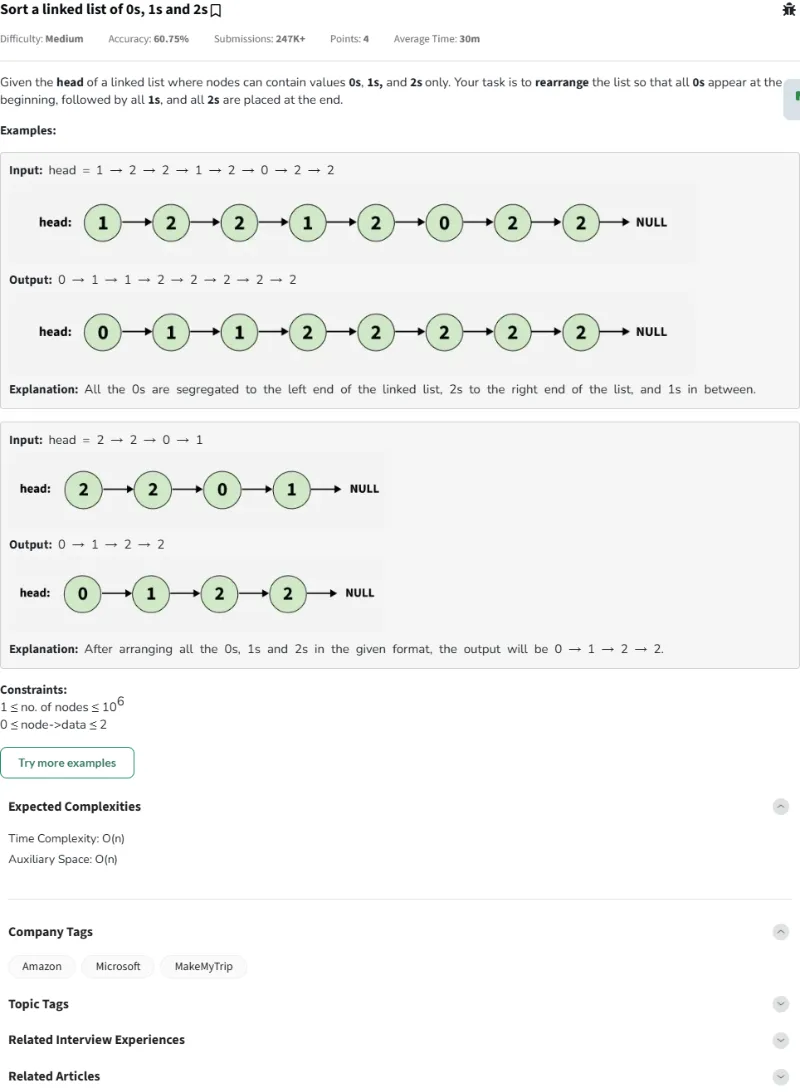 Sort a linked list of 0s, 1s and 2s
Difficulty: Medium Accuracy: 60.75% Submissions: 247K+ Points: 4 Average Time: 30m
Given the head of a linked list where nodes can contain values 0s, 1s, and 2s only. Your task is to rearrange the list so that all 0s appear at the
beginning, followed by all 1s, and all 2s are placed at the end.
Examples:
Input: head = 1 → 2 → 2 → 1 → 2 → 0 → 2 → 2
head: 1 2 2 1 2 0 2 2 NULL
Output: 0 → 1 → 1 → 2 → 2 → 2 → 2 → 2
head: 0 1 1 2 2 2 2 2 NULL
Explanation: All the 0s are segregated to the left end of the linked list, 2s to the right end of the list, and 1s in between.
Input: head = 2 → 2 → 0 → 1
head: 2 2 0 1 NULL
Output: 0 → 1 → 2 → 2
head: 0 1 2 2 NULL
Explanation: After arranging all the 0s, 1s and 2s in the given format, the output will be 0 → 1 → 2 → 2.
Constraints:
1 ≤ no. of nodes ≤ 10^6
0 ≤ node->data ≤ 2
Try more examples
Expected Complexities
Time Complexity: O(n)
Auxiliary Space: O(n)
Company Tags
Amazon Microsoft MakeMyTrip
Topic Tags
Related Interview Experiences
Related Articles